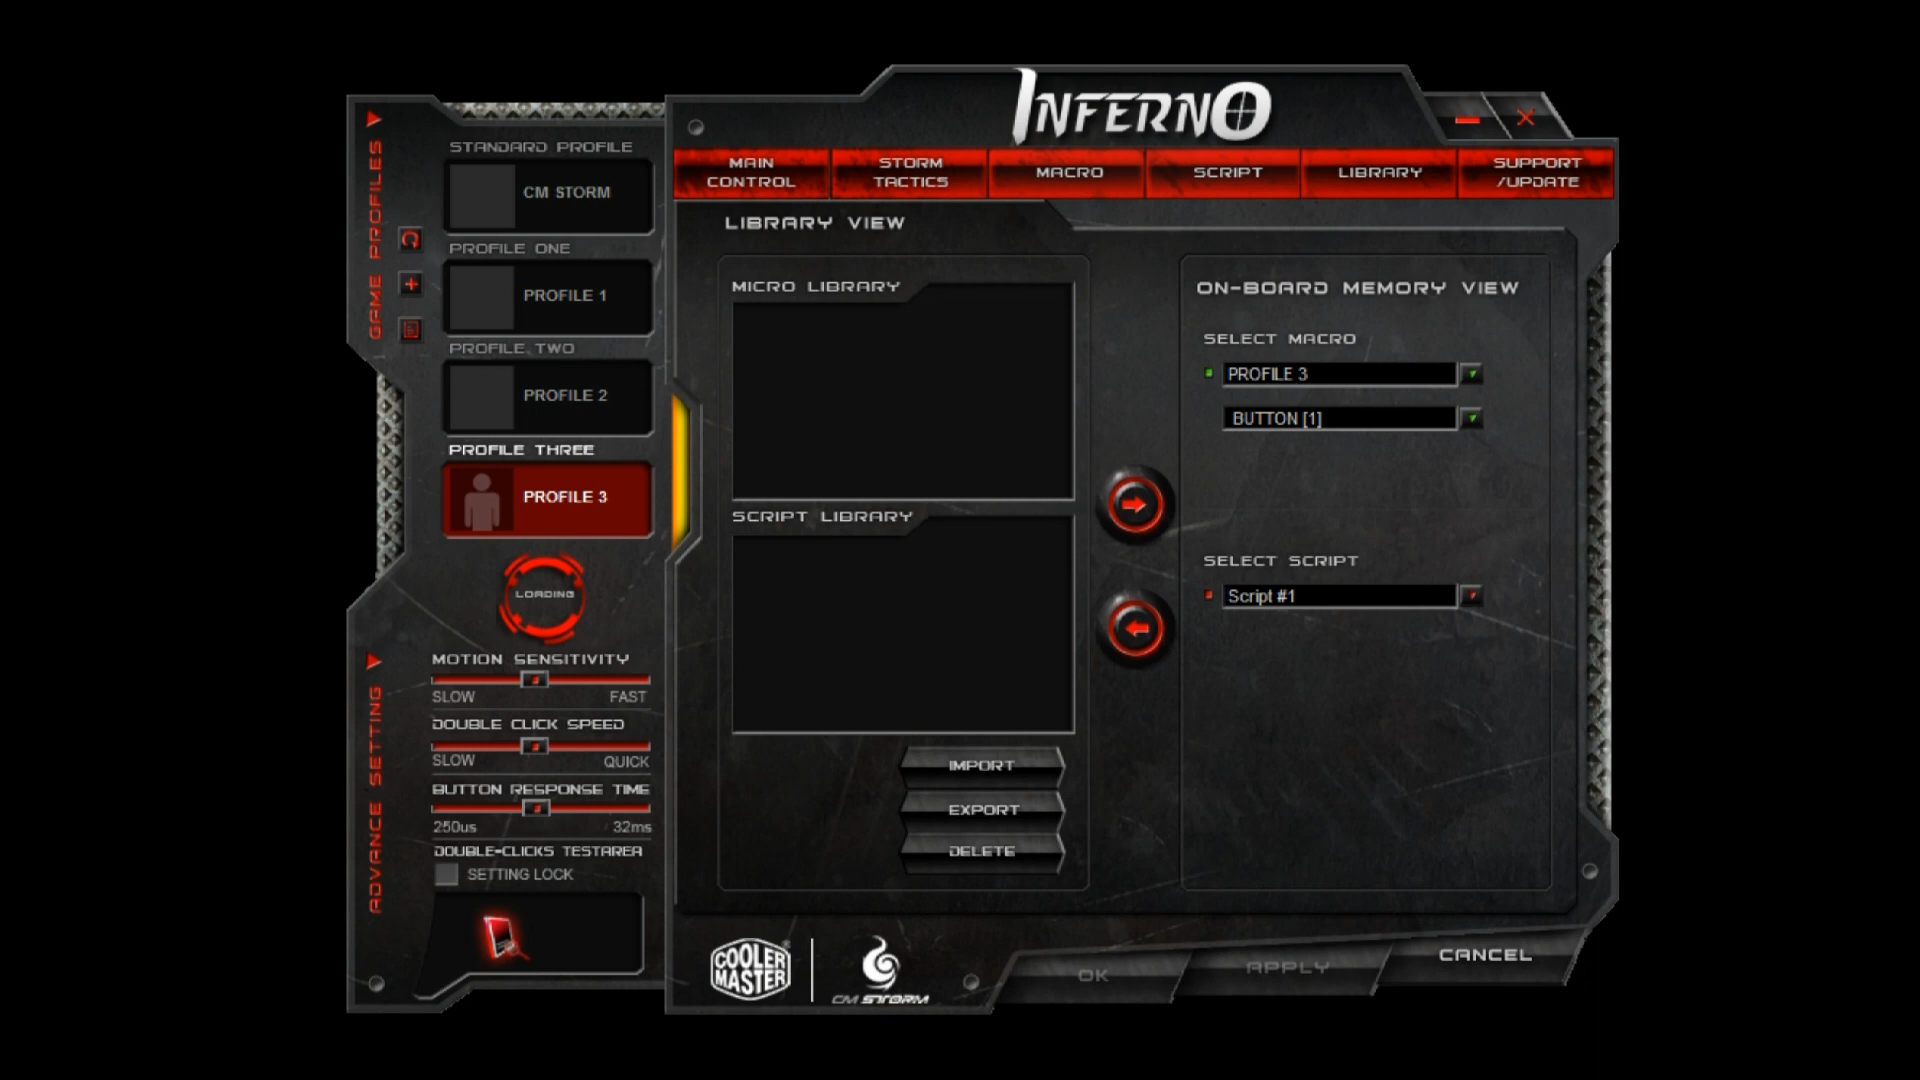 INFERNO
MAIN CONTROL
STORM TACTICS
MACRO
SCRIPT
LIBRARY
SUPPORT /UPDATE
GAME PROFILES
STANDARD PROFILE
CM STORM
PROFILE ONE
PROFILE 1
PROFILE TWO
PROFILE 2
PROFILE THREE
PROFILE 3
LOADING
ADVANCE SETTING
MOTION SENSITIVITY
SLOW FAST
DOUBLE CLICK SPEED
SLOW QUICK
BUTTON RESPONSE TIME
250us 32ms
DOUBLE-CLICKS TESTAREA
SETTING LOCK
LIBRARY VIEW
MICRO LIBRARY
SCRIPT LIBRARY
IMPORT
EXPORT
DELETE
ON-BOARD MEMORY VIEW
SELECT MACRO
PROFILE 3
BUTTON [1]
SELECT SCRIPT
Script #1
COOLER
MASTER
CM STORM
OK
APPLY
CANCEL